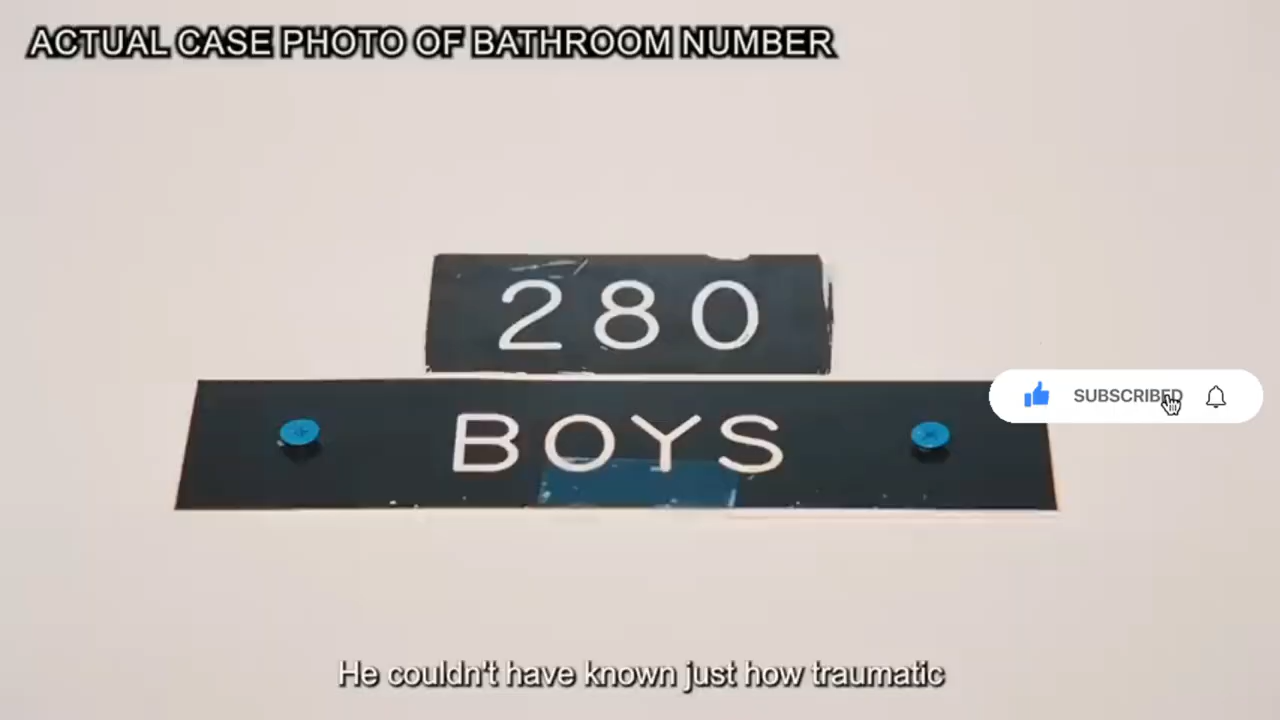 ACTUAL CASE PHOTO OF BATHROOM NUMBER
280
BOYS
SUBSCRIBED
He couldn't have known just how traumatic